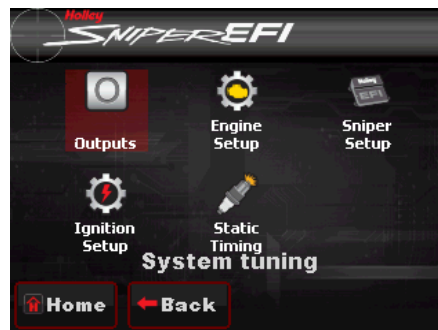 Holley
SNIPER EFI
Outputs
Engine
Setup
Holley
EFI
Sniper
Setup
Ignition
Setup
Static
Timing
System tuning
Home
Back